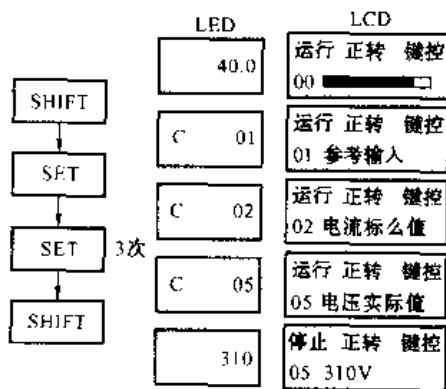 LED LCD
40.0
运行 正转 键控
00
SHIFT
C 01
运行 正转 键控
01 参考输入
SET
C 02
运行 正转 键控
02 电流标么值
SET 3次
C 05
运行 正转 键控
05 电压实际值
SHIFT
310
停止 正转 键控
05 310V